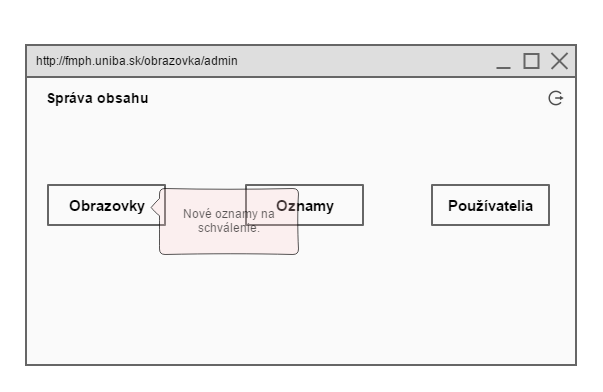 http://fmph.uniba.sk/obrazovka/admin
Správa obsahu
Obrazovky
Oznamy
Používatelia
Nové oznamy na
schválenie.